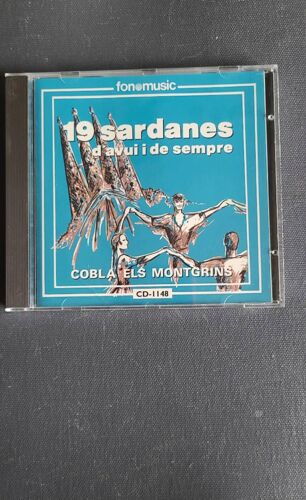 fonomusic
19 sardanes
d'avui i de sempre
COBLA ELS MONTGRINS
CD-1148